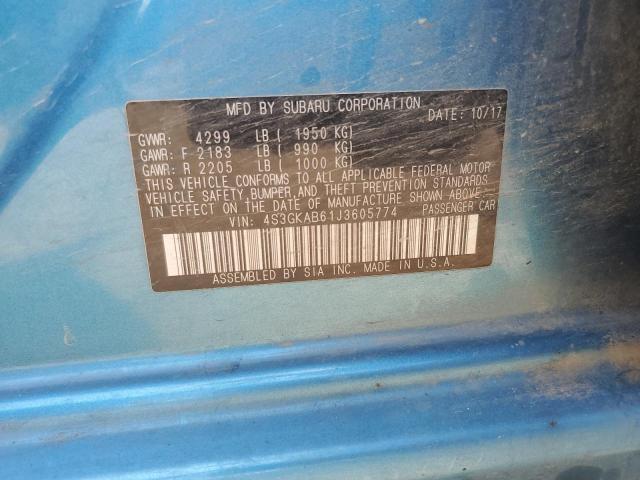 MFD BY SUBARU CORPORATION
DATE: 10/17
GVWR: 4299 LB ( 1950 KG)
GAWR: F 2183 LB ( 990 KG)
GAWR: R 2205 LB ( 1000 KG)
THIS VEHICLE CONFORMS TO ALL APPLICABLE FEDERAL MOTOR
VEHICLE SAFETY, BUMPER, AND THEFT PREVENTION STANDARDS
IN EFFECT ON THE DATE OF MANUFACTURE SHOWN ABOVE.
VIN: 4S3GKAB61J3605774 PASSENGER CAR
ASSEMBLED BY SIA INC. MADE IN U.S.A.